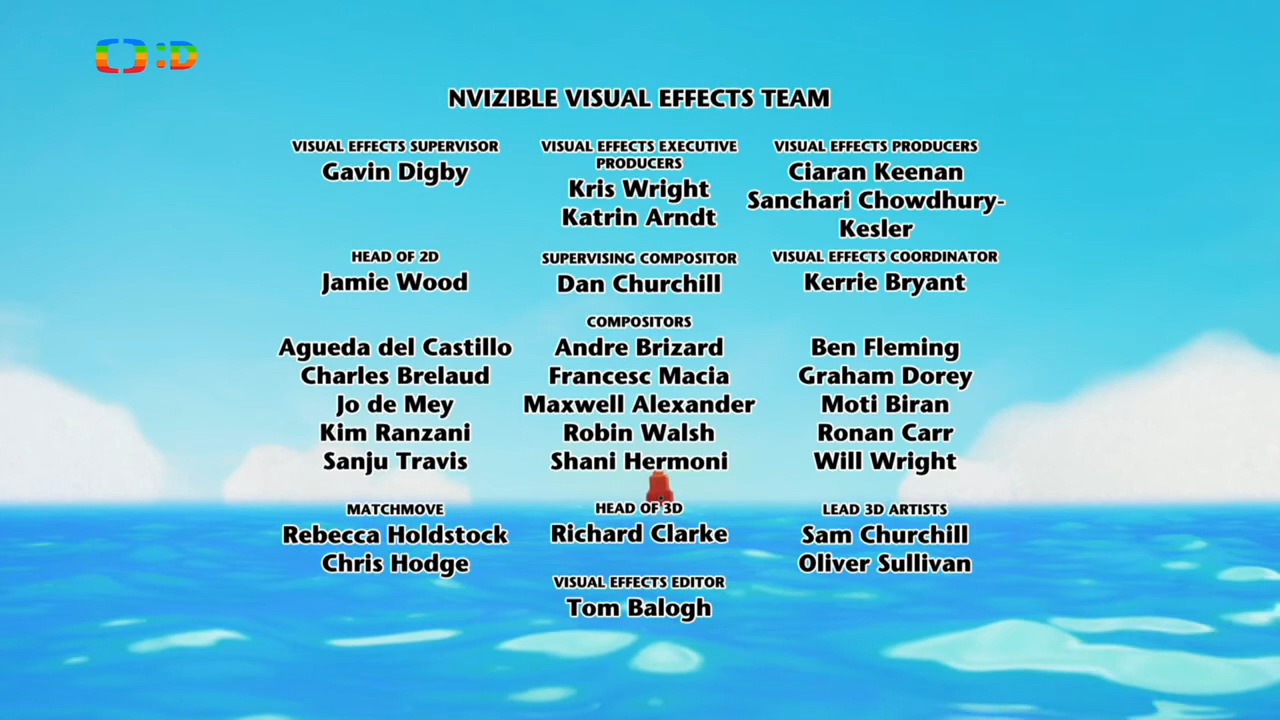 :D
NVIZIBLE VISUAL EFFECTS TEAM
VISUAL EFFECTS SUPERVISOR
Gavin Digby
VISUAL EFFECTS EXECUTIVE
PRODUCERS
Kris Wright
Katrin Arndt
VISUAL EFFECTS PRODUCERS
Ciaran Keenan
Sanchari Chowdhury-
Kesler
HEAD OF 2D
Jamie Wood
SUPERVISING COMPOSITOR
Dan Churchill
VISUAL EFFECTS COORDINATOR
Kerrie Bryant
COMPOSITORS
Agueda del Castillo
Andre Brizard
Ben Fleming
Charles Brelaud
Francesc Macia
Graham Dorey
Jo de Mey
Maxwell Alexander
Moti Biran
Kim Ranzani
Robin Walsh
Ronan Carr
Sanju Travis
Shani Hermoni
Will Wright
MATCHMOVE
Rebecca Holdstock
Chris Hodge
HEAD OF 3D
Richard Clarke
LEAD 3D ARTISTS
Sam Churchill
Oliver Sullivan
VISUAL EFFECTS EDITOR
Tom Balogh